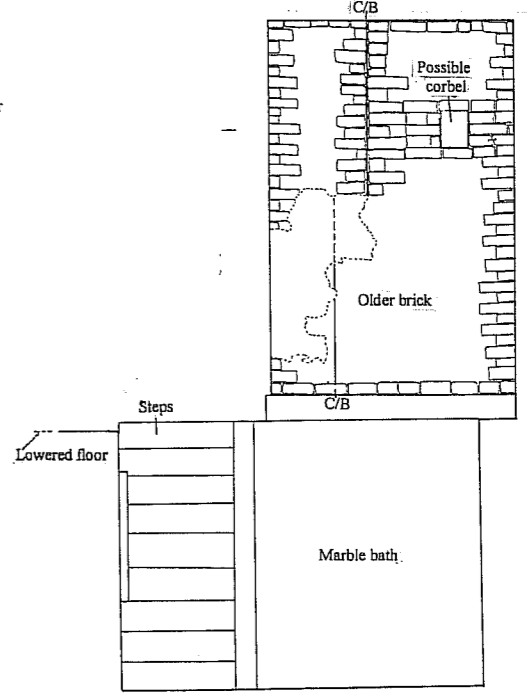 C/B
Possible
corbel
Older brick
C/B
Steps
Lowered floor
Marble bath